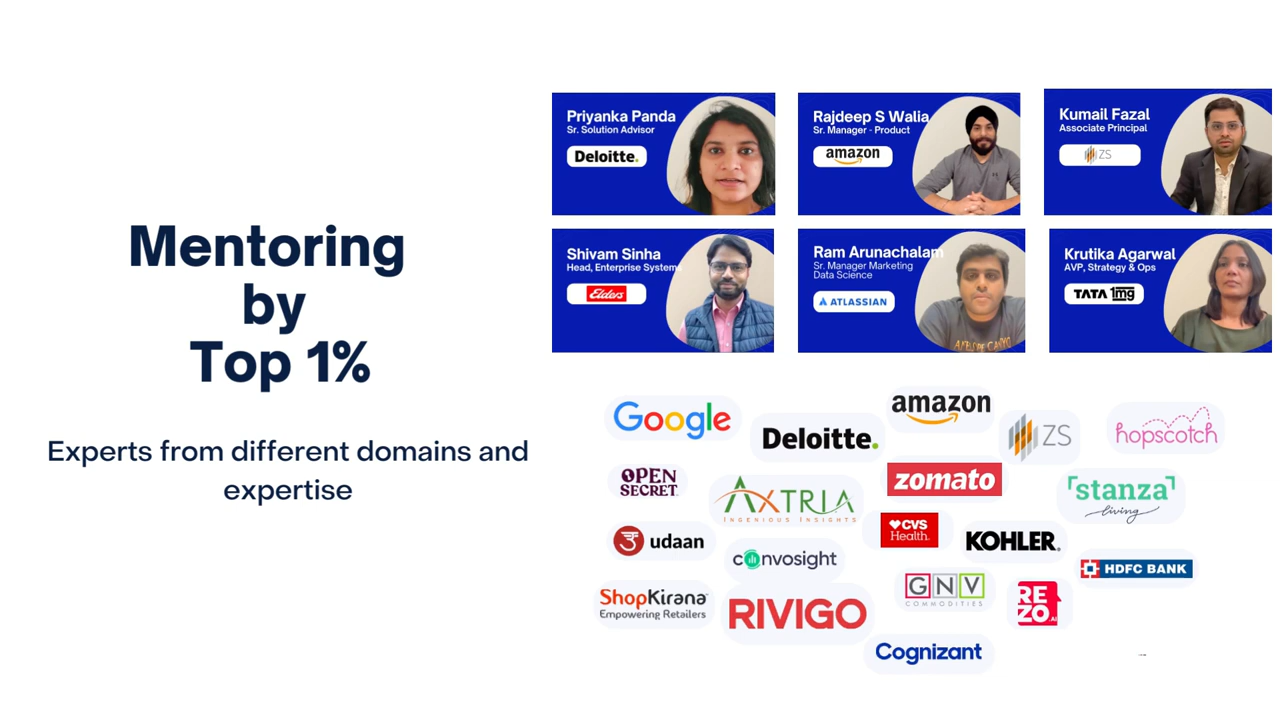 Mentoring
by
Top 1%
Experts from different domains and
expertise
Priyanka Panda
Sr. Solution Advisor
Deloitte.
Rajdeep S Walia
Sr. Manager - Product
amazon
Kumail Fazal
Associate Principal
ZS
Shivam Sinha
Head, Enterprise Systems
Elders
Ram Arunachalam
Sr. Manager Marketing
Data Science
ATLASSIAN
Krutika Agarwal
AVP, Strategy & Ops
TATA 1mg
Google
Deloitte.
amazon
ZS
hopscotch
OPEN
SECRET
AXTRIA
INGENIOUS INSIGHTS
zomato
stanza
living
उ udaan
convosight
CVS
Health.
KOHLER.
HDFC BANK
ShopKirana
Empowering Retailers
RIVIGO
GNV
COMMODITIES
RE
ZO.AI
Cognizant